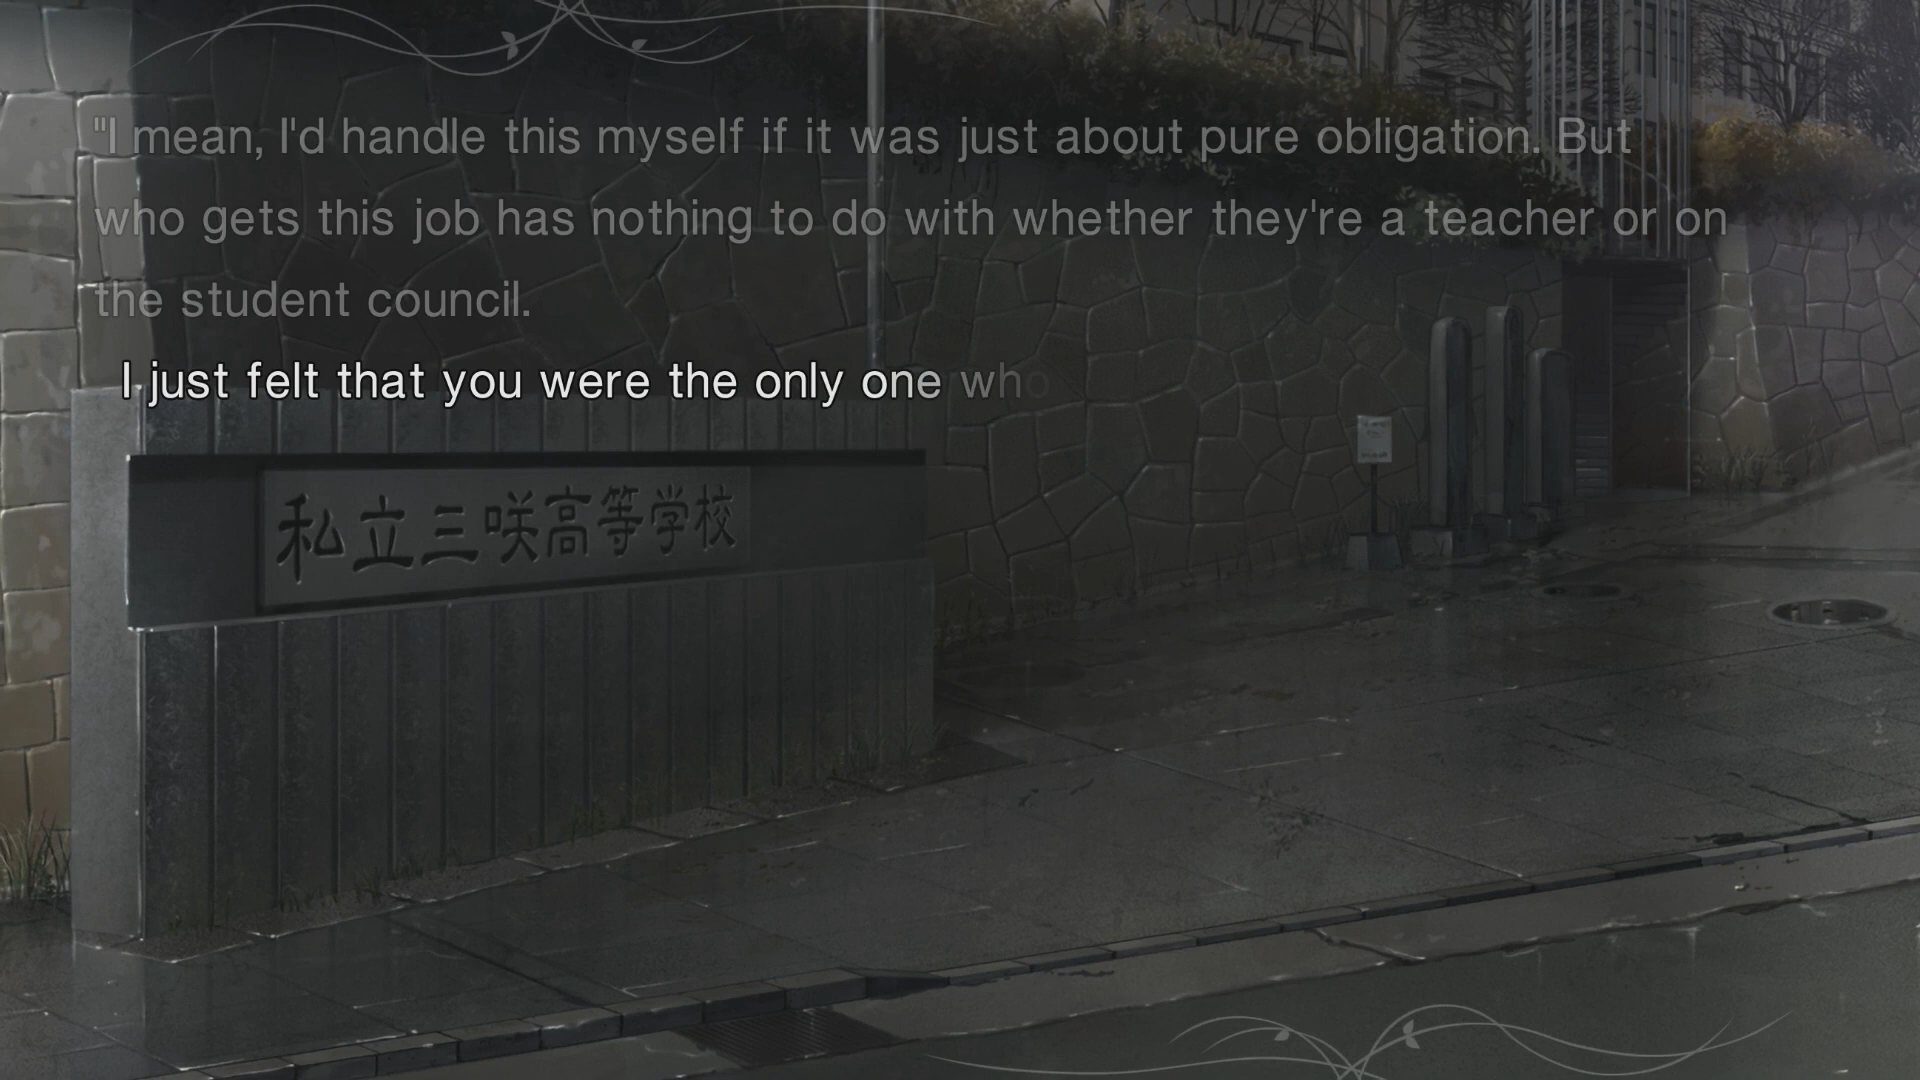 "I mean, I'd handle this myself if it was just about pure obligation. But
who gets this job has nothing to do with whether they're a teacher or on
the student council.
I just felt that you were the only one who
私立三咲高等学校